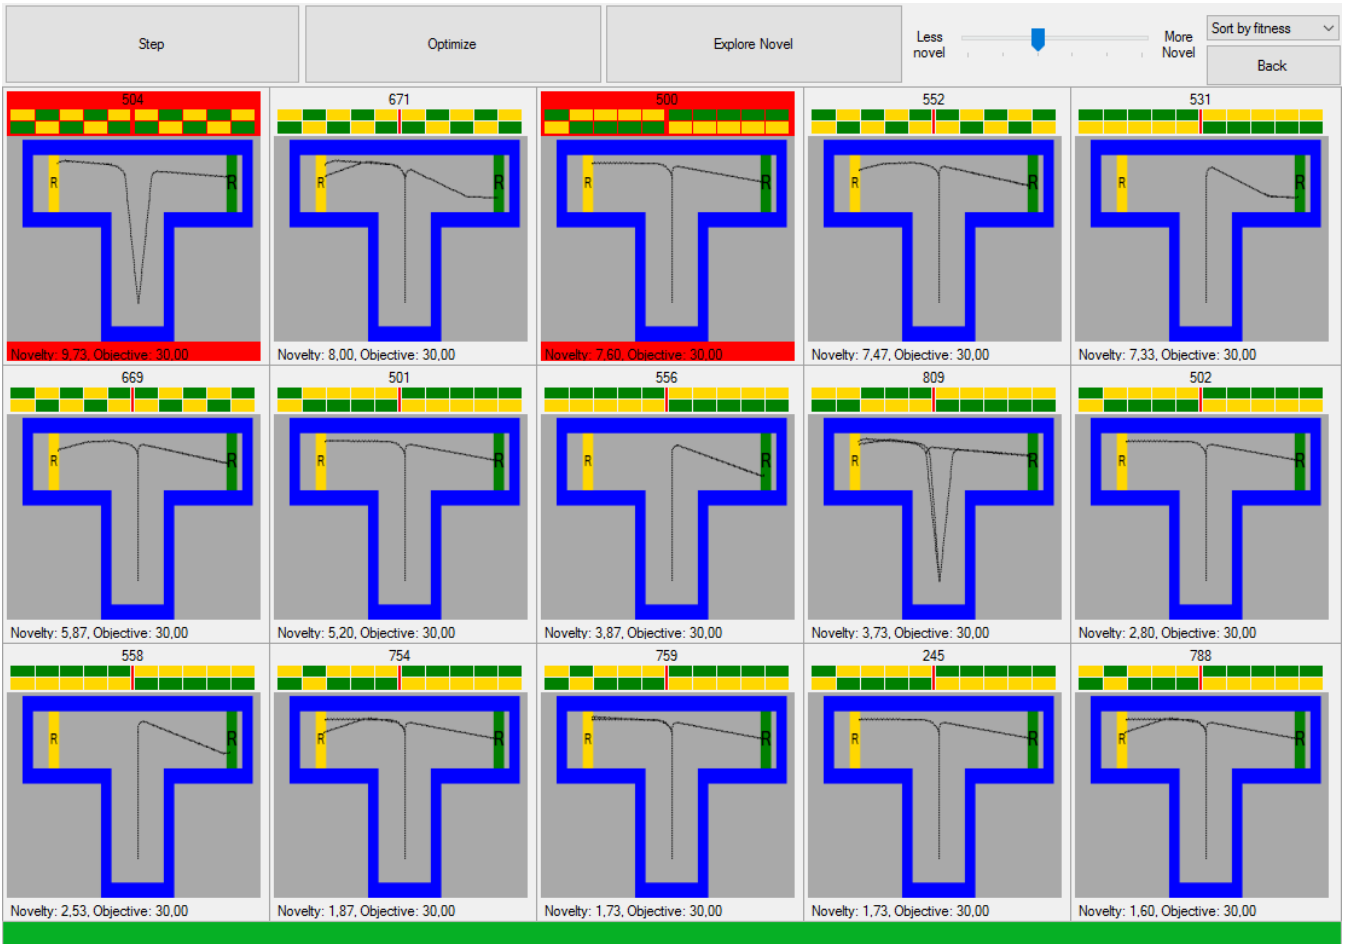 Step
Optimize
Explore Novel
Less novel
More Novel
Sort by fitness
Back
504
671
500
552
531
R R
R R
R R
R R
R R
Novelty: 9,73, Objective: 30,00
Novelty: 8,00, Objective: 30,00
Novelty: 7,60, Objective: 30,00
Novelty: 7,47, Objective: 30,00
Novelty: 7,33, Objective: 30,00
669
501
556
809
502
R R
R R
R R
R R
R R
Novelty: 5,87, Objective: 30,00
Novelty: 5,20, Objective: 30,00
Novelty: 3,87, Objective: 30,00
Novelty: 3,73, Objective: 30,00
Novelty: 2,80, Objective: 30,00
558
754
759
245
788
R R
R R
R R
R R
R R
Novelty: 2,53, Objective: 30,00
Novelty: 1,87, Objective: 30,00
Novelty: 1,73, Objective: 30,00
Novelty: 1,73, Objective: 30,00
Novelty: 1,60, Objective: 30,00